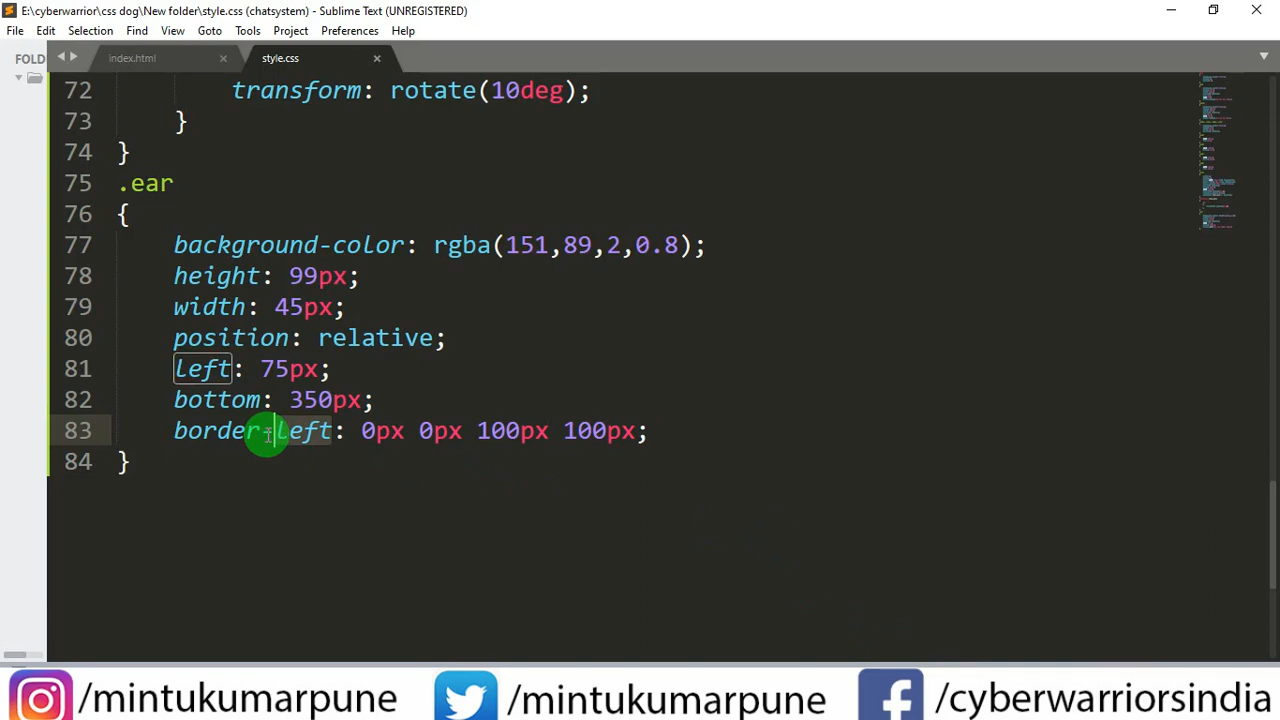 E:\cyberwarrior\css dog\New folder\style.css (chatsystem) - Sublime Text (UNREGISTERED)
File Edit Selection Find View Goto Tools Project Preferences Help
FOLD index.html style.css
72 transform: rotate(10deg);
73 }
74 }
75 .ear
76 {
77 background-color: rgba(151,89,2,0.8);
78 height: 99px;
79 width: 45px;
80 position: relative;
81 left: 75px;
82 bottom: 350px;
83 border-left: 0px 0px 100px 100px;
84 }
/mintukumarpune /mintukumarpune /cyberwarriorsindia